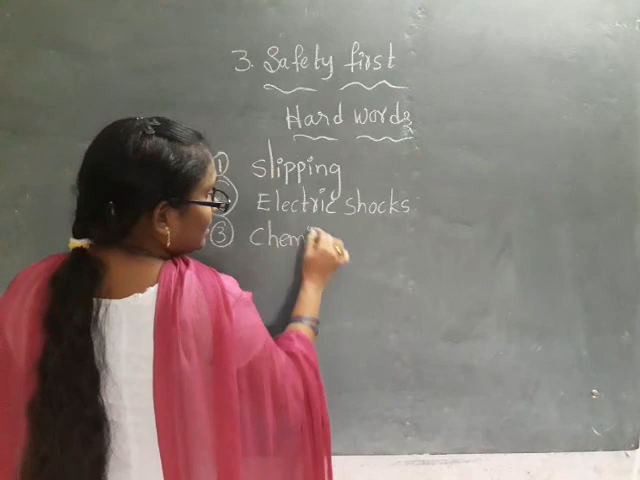 3. Safety first
Hard words
① slipping
② Electric shocks
③ chem